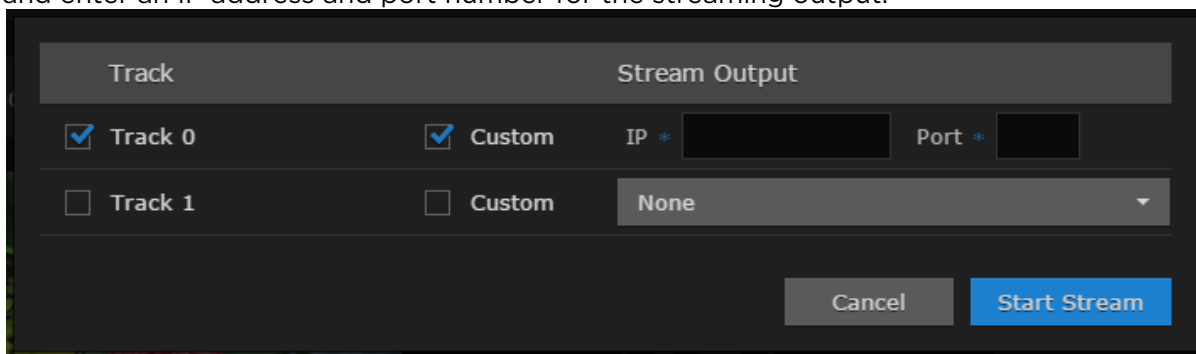 and enter an IP address and port number for the streaming output.
Track Stream Output
Track 0 Custom IP * Port *
Track 1 Custom None
Cancel Start Stream